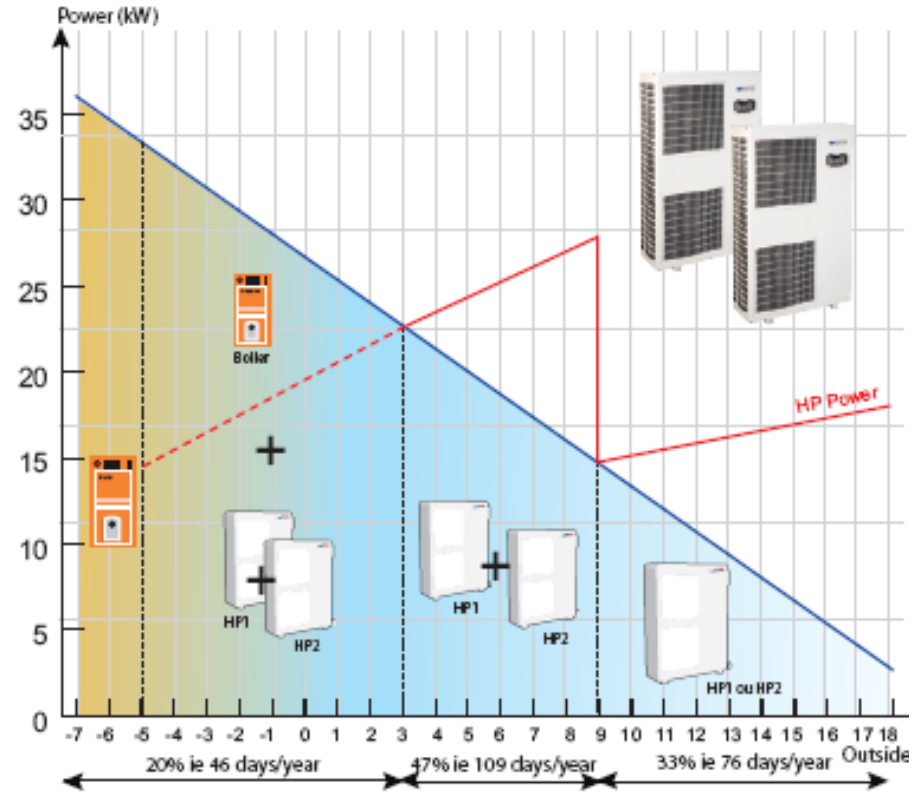 Power (kW)
35
30
25
20
15
10
5
0
Boiler
HP Power
HP1
HP2
HP1
HP2
HP1 ou HP2
-7 -6 -5 -4 -3 -2 -1 0 1 2 3 4 5 6 7 8 9 10 11 12 13 14 15 16 17 18
Outside
20% ie 46 days/year
47% ie 109 days/year
33% ie 76 days/year